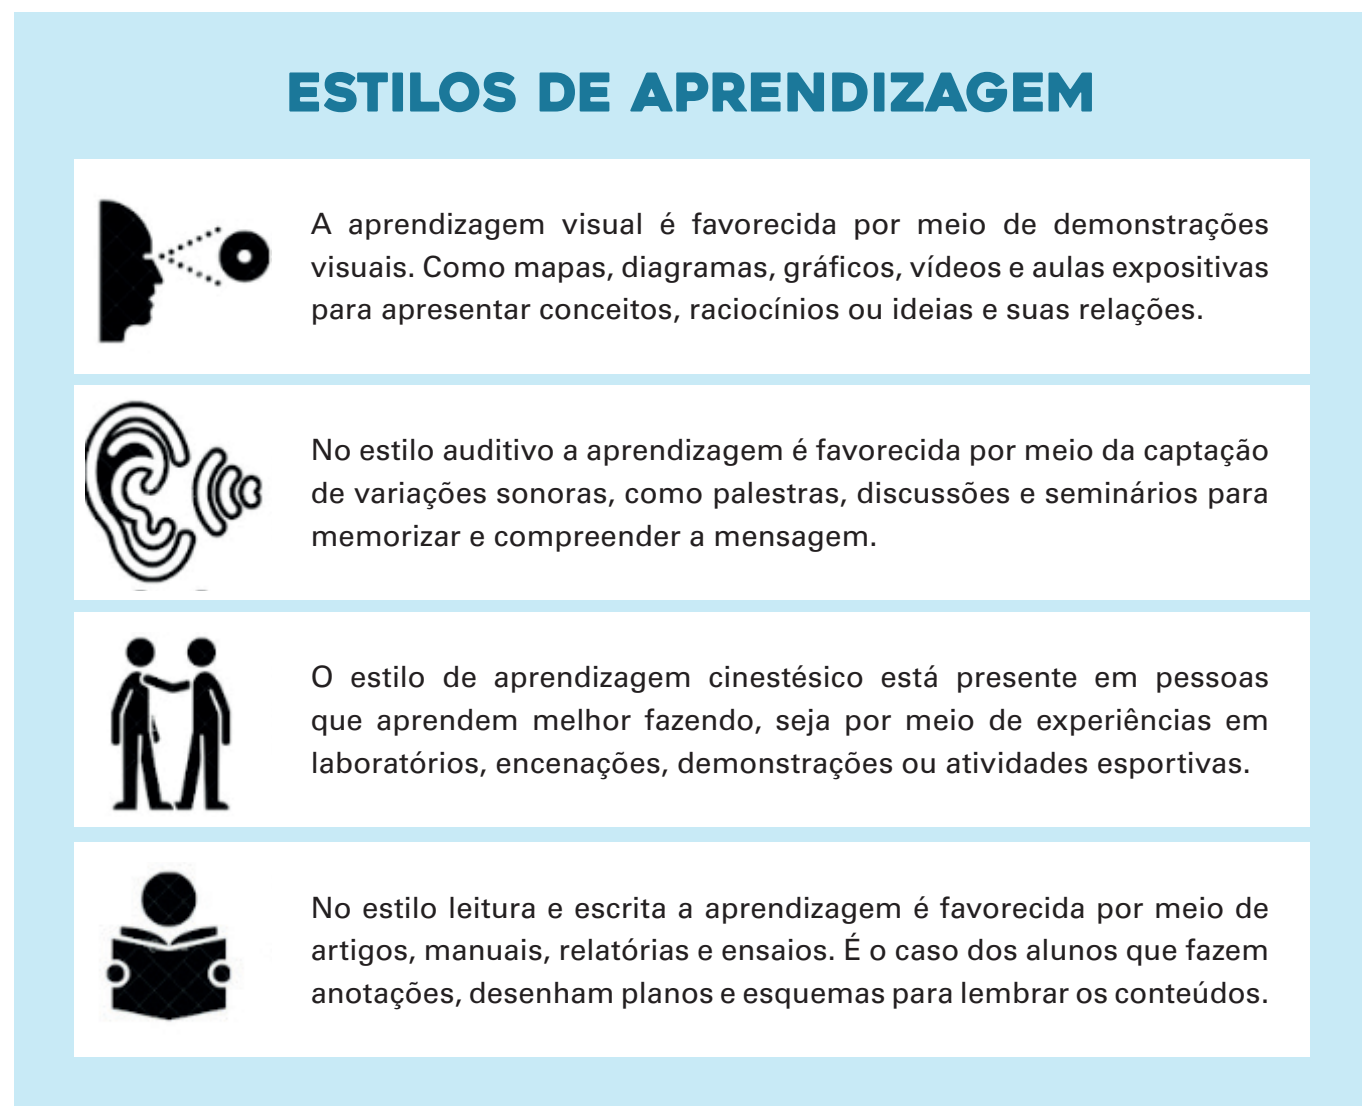 ESTILOS DE APRENDIZAGEM
A aprendizagem visual é favorecida por meio de demonstrações
visuais. Como mapas, diagramas, gráficos, vídeos e aulas expositivas
para apresentar conceitos, raciocínios ou ideias e suas relações.
No estilo auditivo a aprendizagem é favorecida por meio da captação
de variações sonoras, como palestras, discussões e seminários para
memorizar e compreender a mensagem.
O estilo de aprendizagem cinestésico está presente em pessoas
que aprendem melhor fazendo, seja por meio de experiências em
laboratórios, encenações, demonstrações ou atividades esportivas.
No estilo leitura e escrita a aprendizagem é favorecida por meio de
artigos, manuais, relatórias e ensaios. É o caso dos alunos que fazem
anotações, desenham planos e esquemas para lembrar os conteúdos.